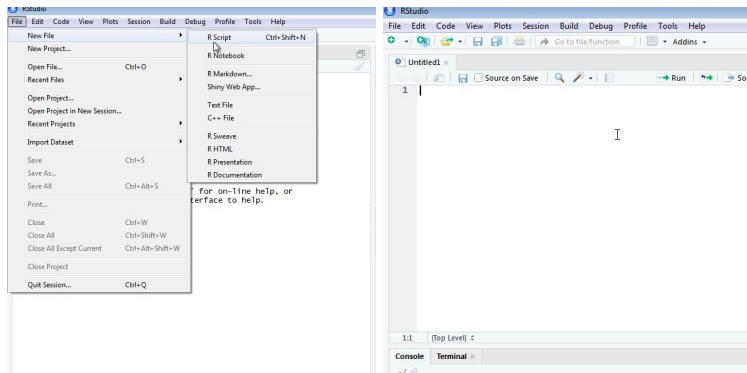 RStudio
File Edit Code View Plots Session Build Debug Profile Tools Help
New File
New Project...
Open File... Ctrl+O
Recent Files
Open Project...
Open Project in New Session...
Recent Projects
Import Dataset
Save Ctrl+S
Save As...
Save All Ctrl+Alt+S
Print...
Close Ctrl+W
Close All Ctrl+Shift+W
Close All Except Current Ctrl+Alt+Shift+W
Close Project
Quit Session... Ctrl+Q
R Script Ctrl+Shift+N
R Notebook
R Markdown...
Shiny Web App...
Text File
C++ File
R Sweave
R HTML
R Presentation
R Documentation
' for on-line help, or
terface to help.
RStudio
File Edit Code View Plots Session Build Debug Profile Tools Help
Go to file/function Addins
Untitled1
Source on Save Run So
1
1:1 (Top Level)
Console Terminal